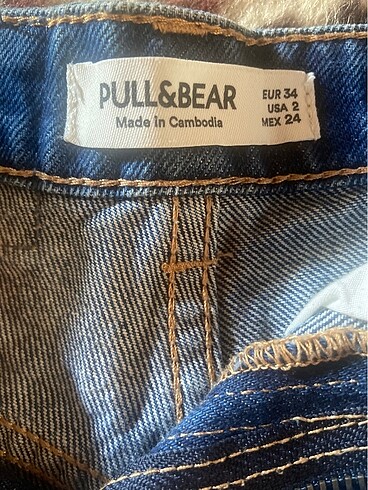 PULL&BEAR
Made in Cambodia
EUR 34
USA 2
MEX 24